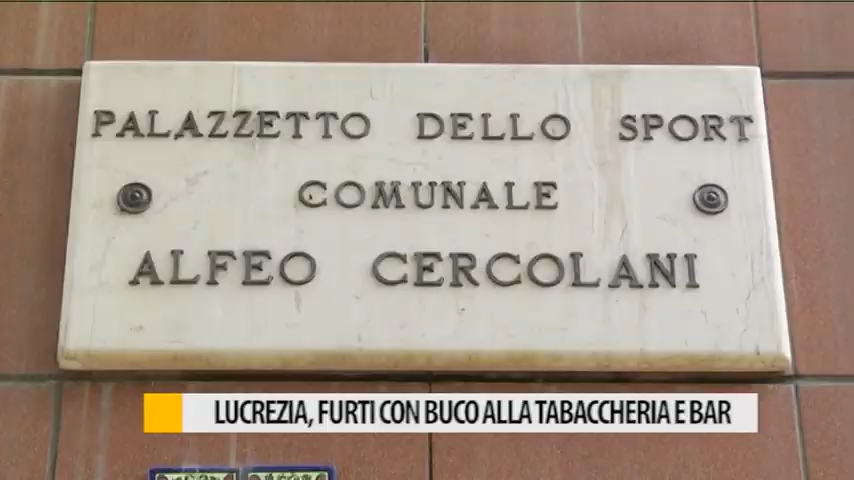 PALAZZETTO DELLO SPORT
COMUNALE
ALFEO CERCOLANI
LUCREZIA, FURTI CON BUCO ALLA TABACCHERIA E BAR